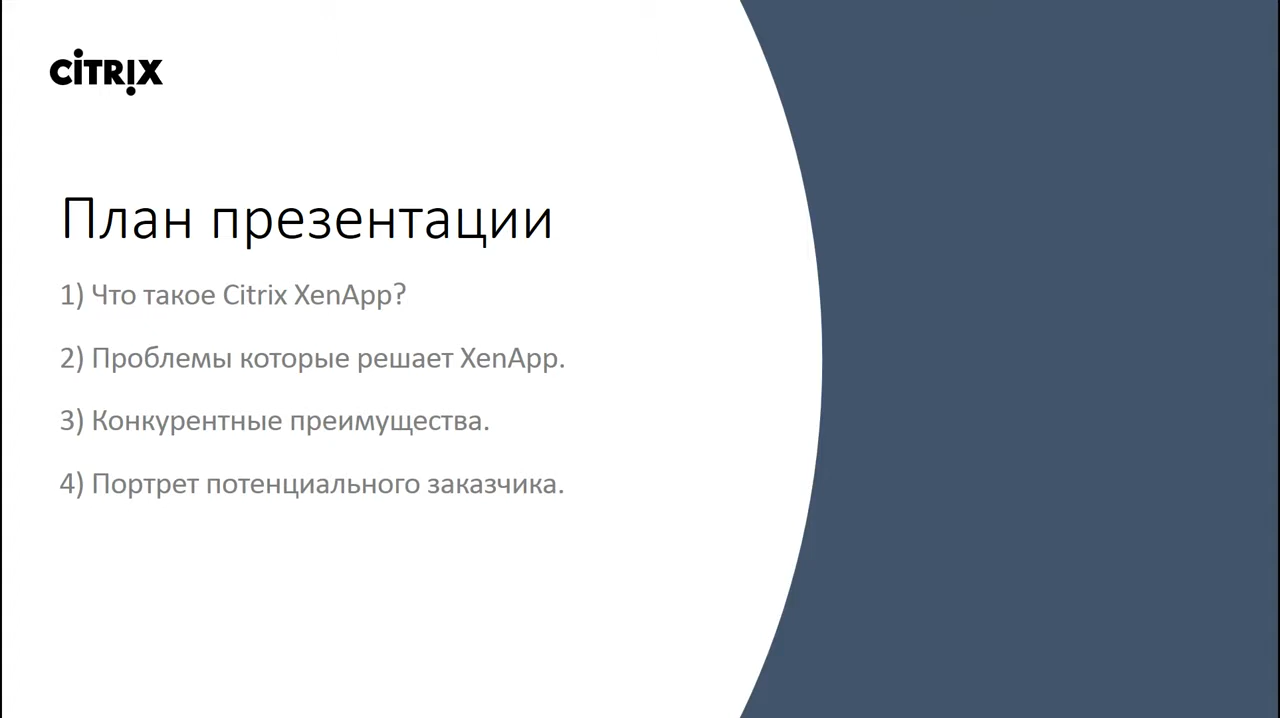 CiTRIX
План презентации
1) Что такое Citrix XenApp?
2) Проблемы которые решает XenApp.
3) Конкурентные преимущества.
4) Портрет потенциального заказчика.